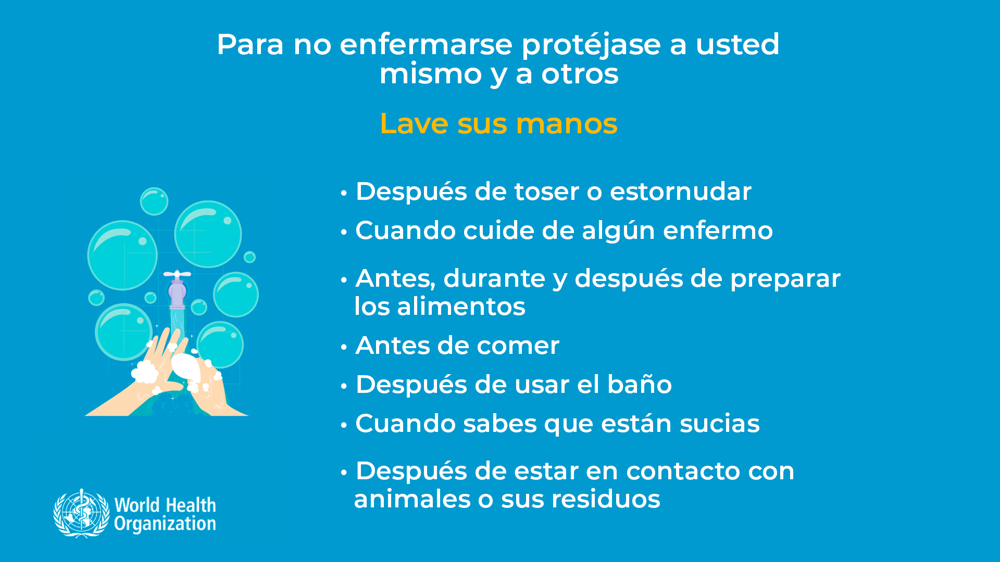 Para no enfermarse protéjase a usted
mismo y a otros
Lave sus manos
• Después de toser o estornudar
• Cuando cuide de algún enfermo
• Antes, durante y después de preparar
los alimentos
• Antes de comer
• Después de usar el baño
• Cuando sabes que están sucias
• Después de estar en contacto con
animales o sus residuos
World Health
Organization